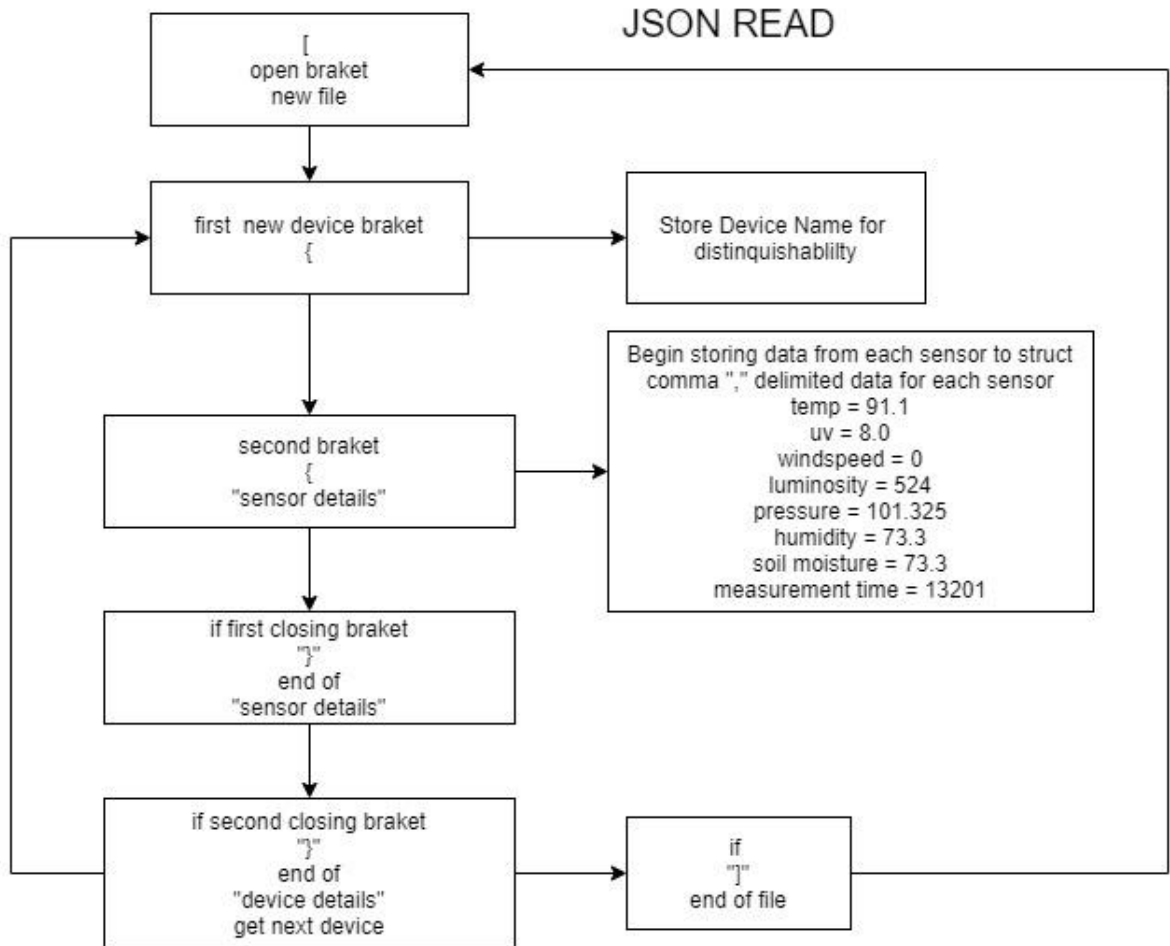 JSON READ
[
open braket
new file
first  new device braket
{
Store Device Name for
distinquishablilty
Begin storing data from each sensor to struct
comma "," delimited data for each sensor
temp = 91.1
uv = 8.0
windspeed = 0
luminosity = 524
pressure = 101.325
humidity = 73.3
soil moisture = 73.3
measurement time = 13201
second braket
{
"sensor details"
if first closing braket
"}"
end of
"sensor details"
if second closing braket
"}"
end of
"device details"
get next device
if
"]"
end of file